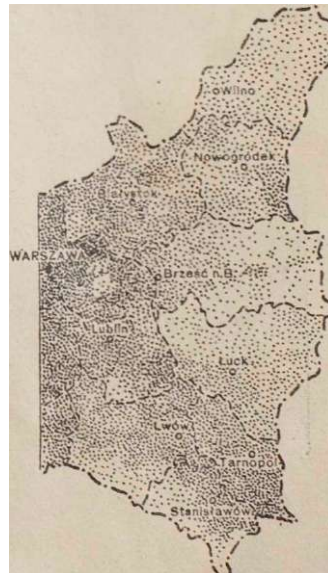 Wilno
Nowogródek
Białystok
WARSZAWA
Brześć n.B.
Lublin
Łuck
Lwów
Tarnopol
Stanisławów